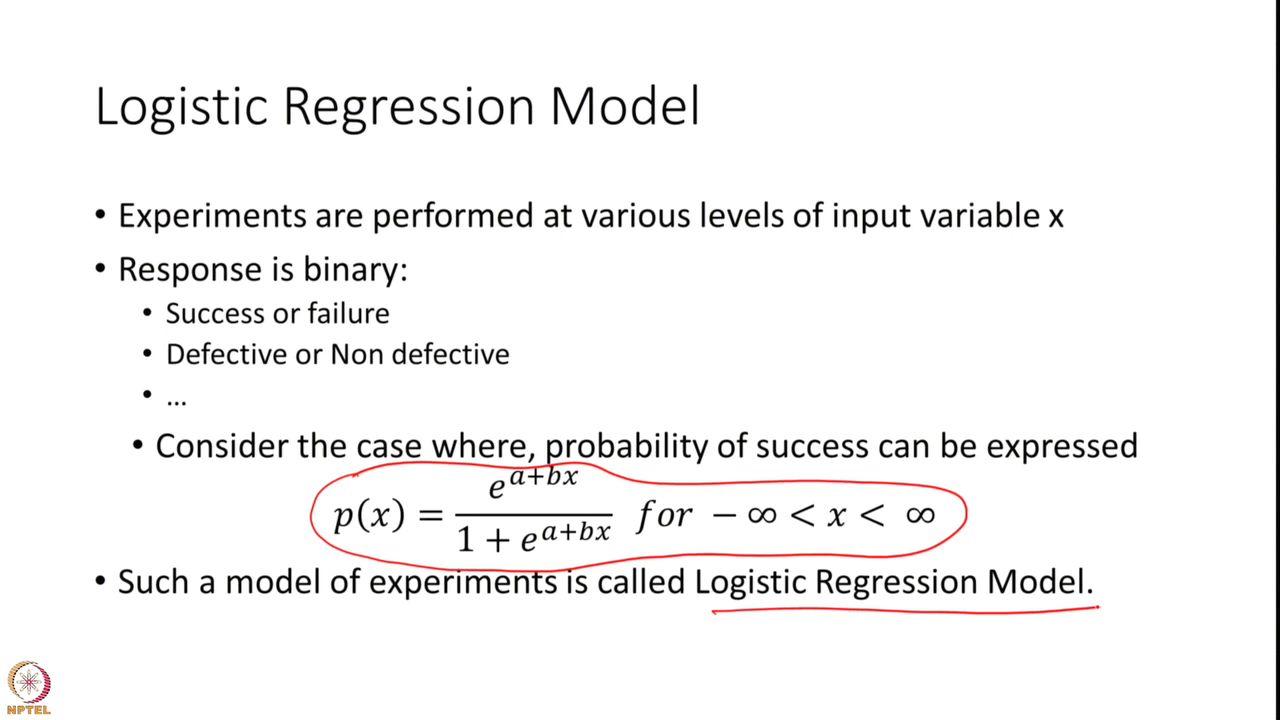 Logistic Regression Model
• Experiments are performed at various levels of input variable x
• Response is binary:
• Success or failure
• Defective or Non defective
• ...
• Consider the case where, probability of success can be expressed
p(x) = e^{a+bx} / (1 + e^{a+bx}) for − ∞ < x < ∞
• Such a model of experiments is called Logistic Regression Model.
NPTEL